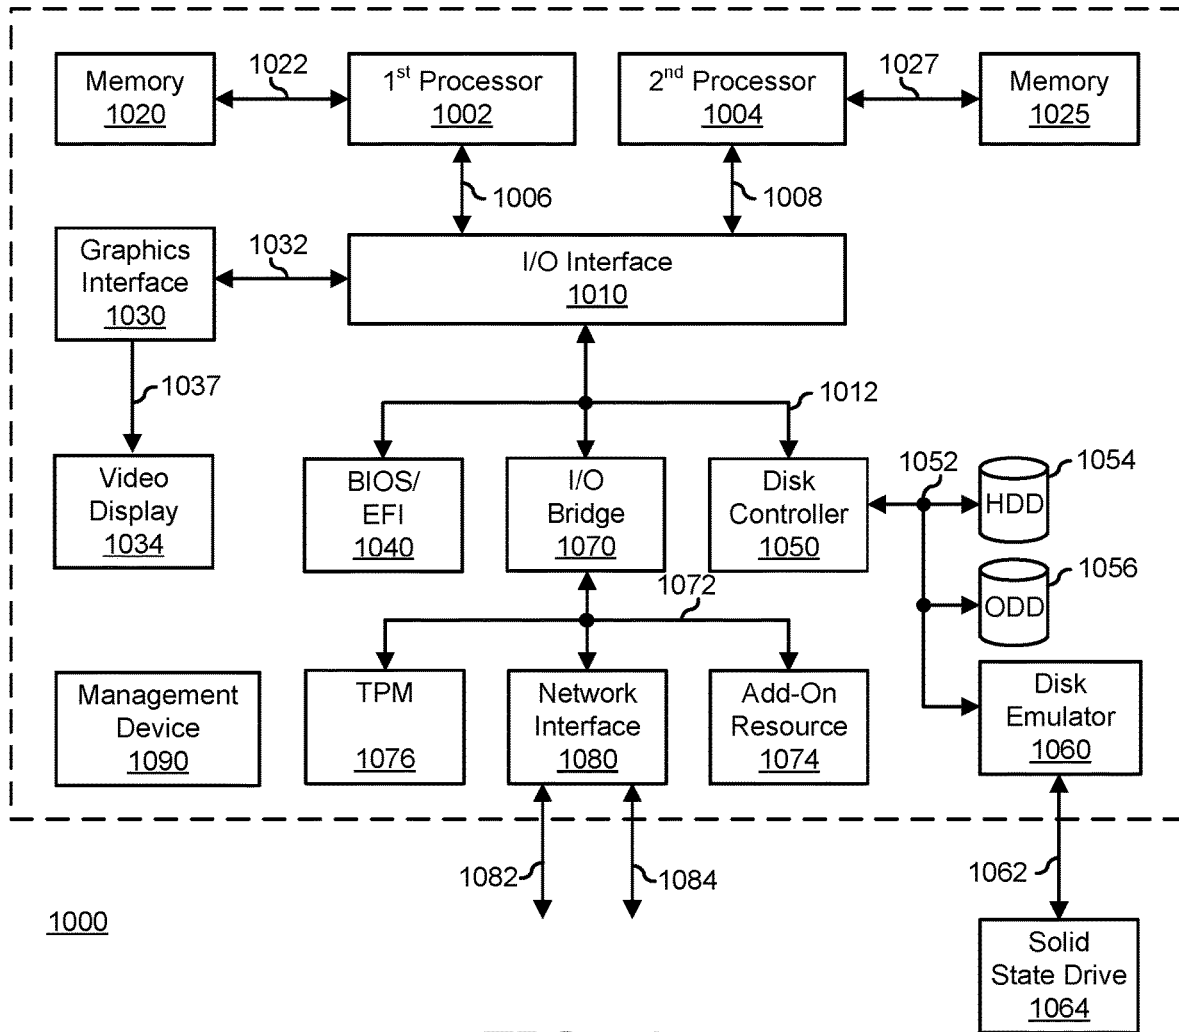 Memory
1020
1022
1st Processor
1002
2nd Processor
1004
1027
Memory
1025
1006
1008
Graphics
Interface
1030
1032
I/O Interface
1010
1037
1012
Video
Display
1034
BIOS/
EFI
1040
I/O
Bridge
1070
Disk
Controller
1050
1052
HDD
1054
ODD
1056
1072
Management
Device
1090
TPM
1076
Network
Interface
1080
Add-On
Resource
1074
Disk
Emulator
1060
1082
1084
1062
1000
Solid
State Drive
1064